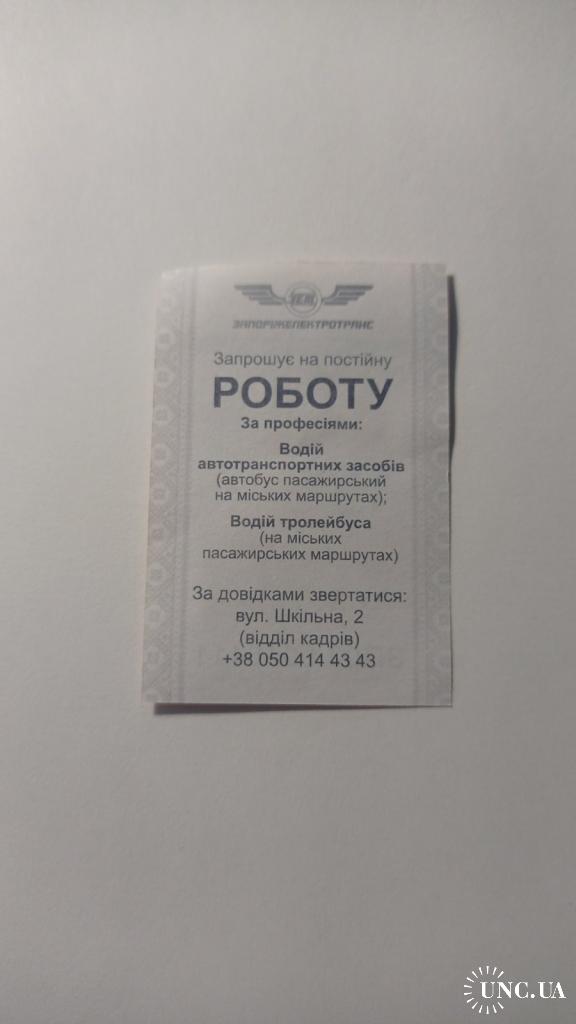 ЗАПОРІЖЕЛЕКТРОТРАНС
Запрошує на постійну
РОБОТУ
За професіями:
Водій
автотранспортних засобів
(автобус пасажирський
на міських маршрутах);
Водій тролейбуса
(на міських
пасажирських маршрутах)
За довідками звертатися:
вул. Шкільна, 2
(відділ кадрів)
+38 050 414 43 43
UNC.UA